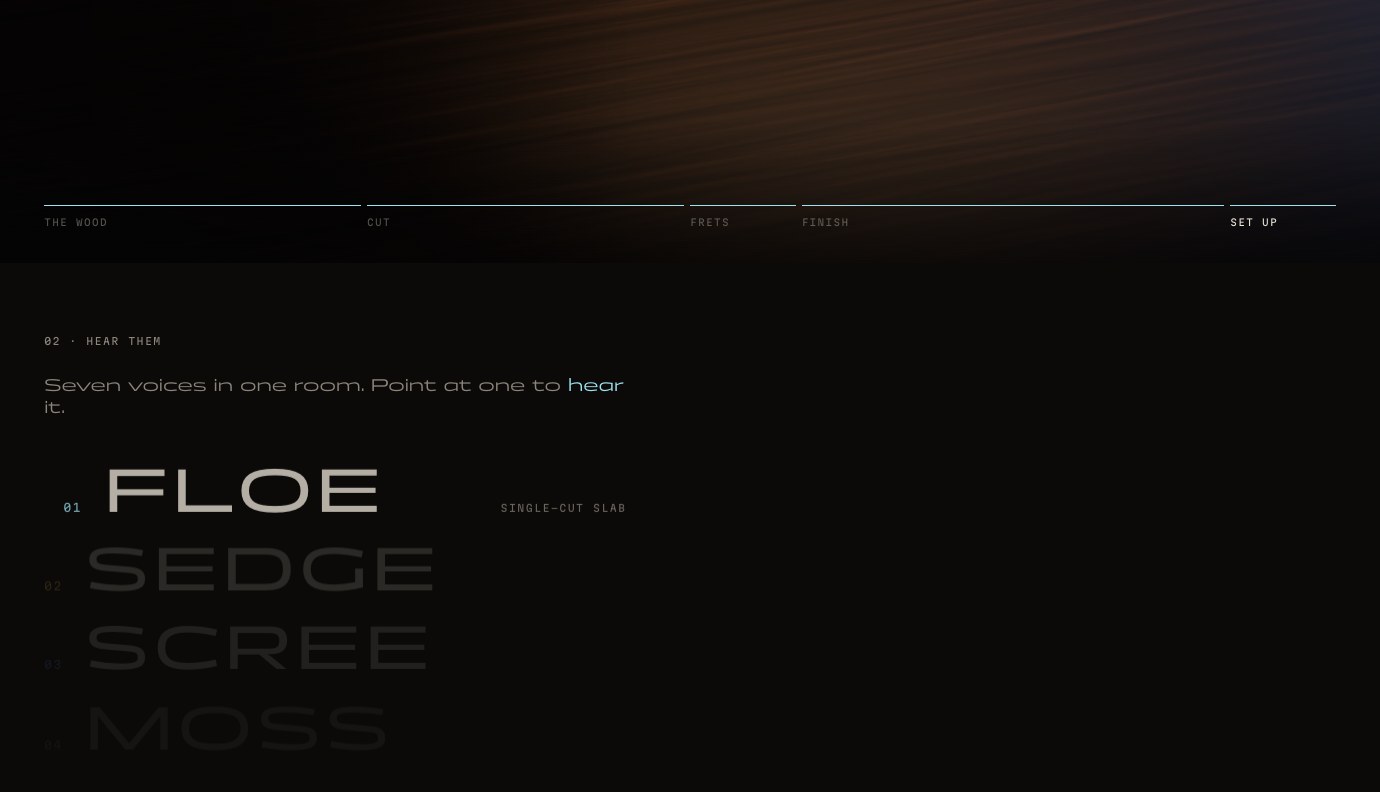 THE WOOD
CUT
FRETS
FINISH
SET UP
02 · HEAR THEM
Seven voices in one room. Point at one to hear
it.
01 FLOE SINGLE-CUT SLAB
02 SEDGE
03 SCREE
04 MOSS